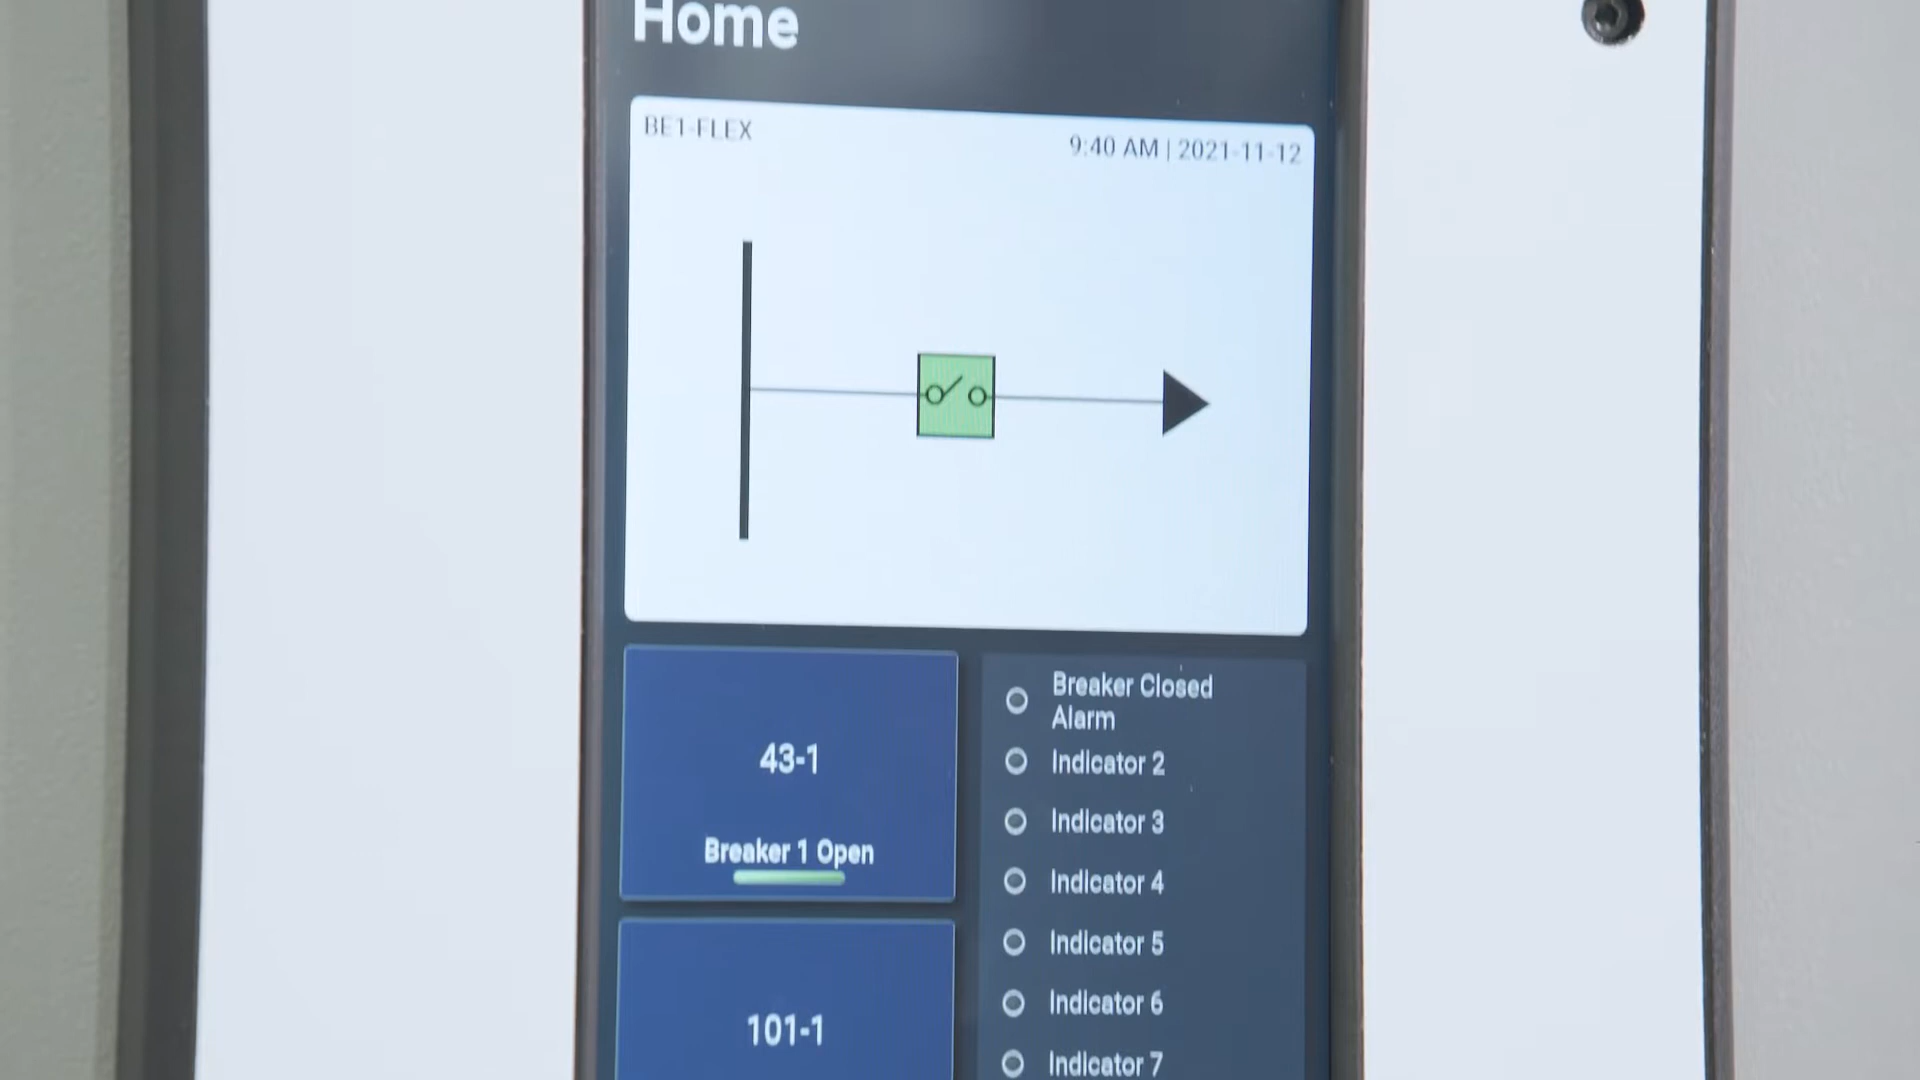 Home
BE1-FLEX
9:40 AM | 2021-11-12
43-1
Breaker 1 Open
101-1
Breaker Closed
Alarm
Indicator 2
Indicator 3
Indicator 4
Indicator 5
Indicator 6
Indicator 7